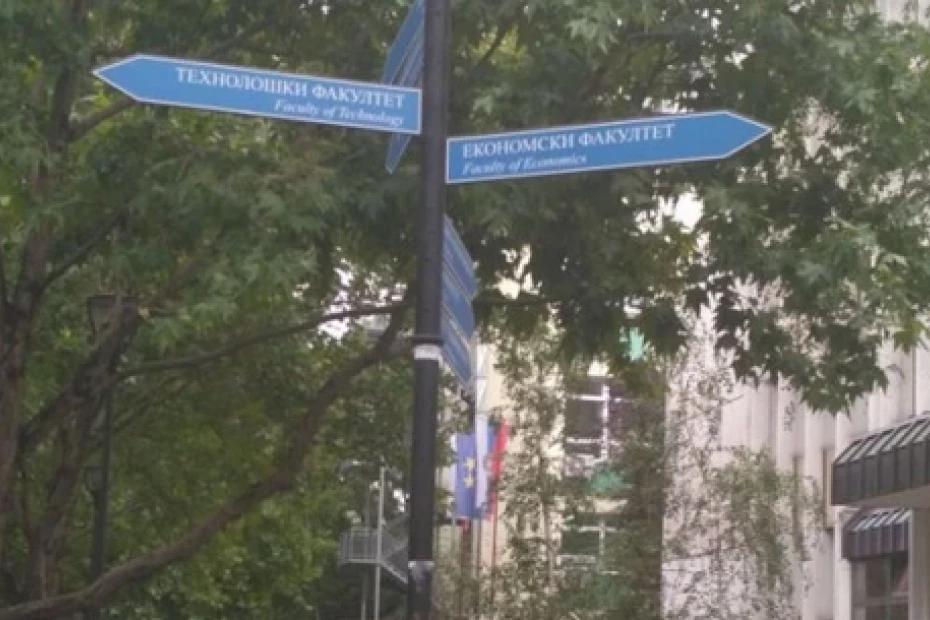 ТЕХНОЛОШКИ ФАКУЛТЕТ
Faculty of Technology
ЕКОНОМСКИ ФАКУЛТЕТ
Faculty of Economics